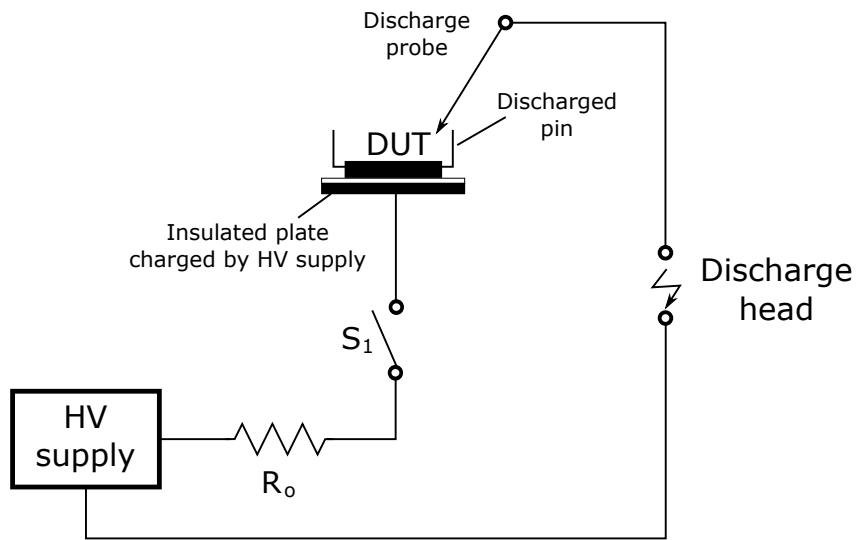 Discharge
probe
Discharged
pin
DUT
Insulated plate
charged by HV supply
Discharge
head
S₁
HV
supply
Rₒ